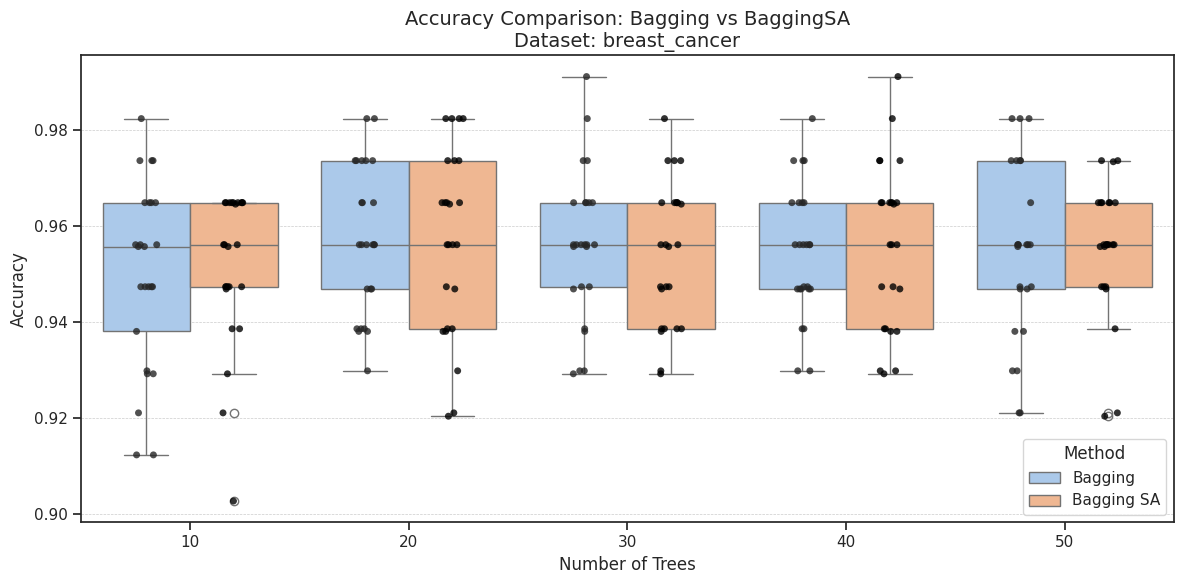 Accuracy Comparison: Bagging vs BaggingSA
Dataset: breast_cancer
Accuracy
0.98
0.96
0.94
0.92
0.90
10
20
30
40
50
Number of Trees
Method
Bagging
Bagging SA